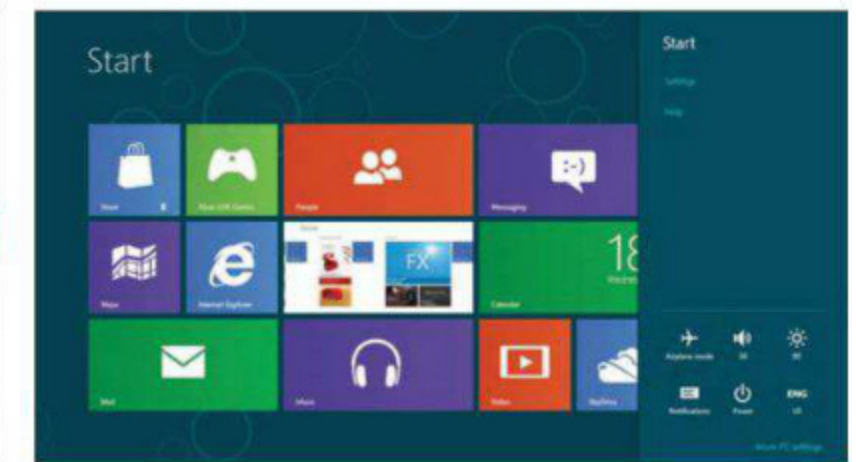 Start
Start
Settings
Help
Store
Xbox LIVE Games
People
Messaging
:-)
Maps
Internet Explorer
FX
18
Calendar
Mail
Music
Video
SkyDrive
Airplane mode
Notifications
Power
ENG
US
More PC settings